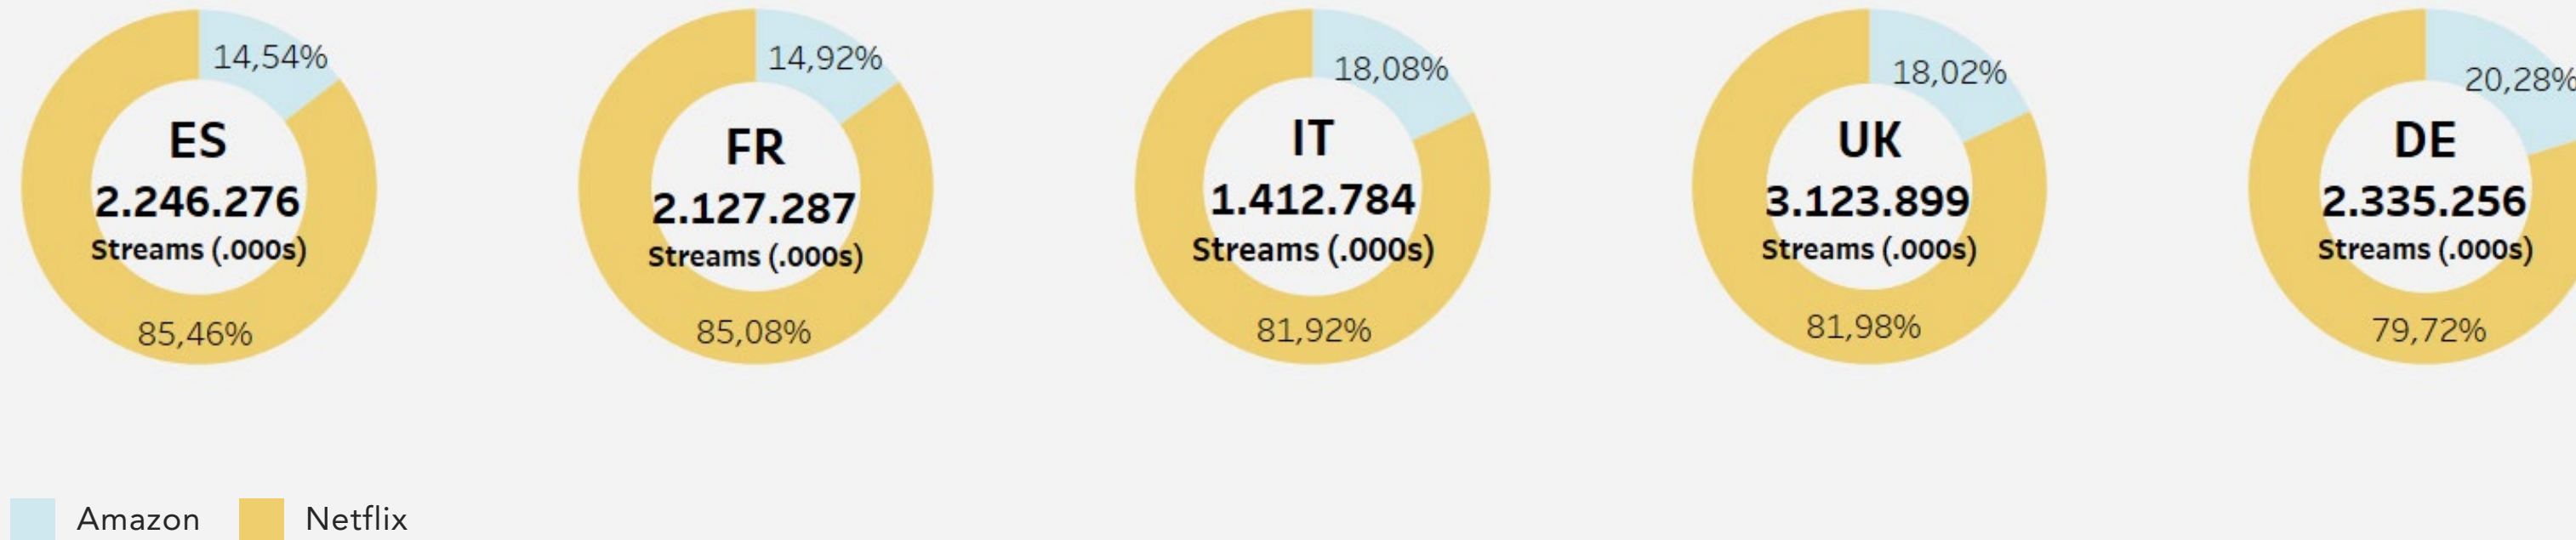 14,54%
ES
2.246.276
Streams (.000s)
85,46%
14,92%
FR
2.127.287
Streams (.000s)
85,08%
18,08%
IT
1.412.784
Streams (.000s)
81,92%
18,02%
UK
3.123.899
Streams (.000s)
81,98%
20,28%
DE
2.335.256
Streams (.000s)
79,72%
Amazon Netflix